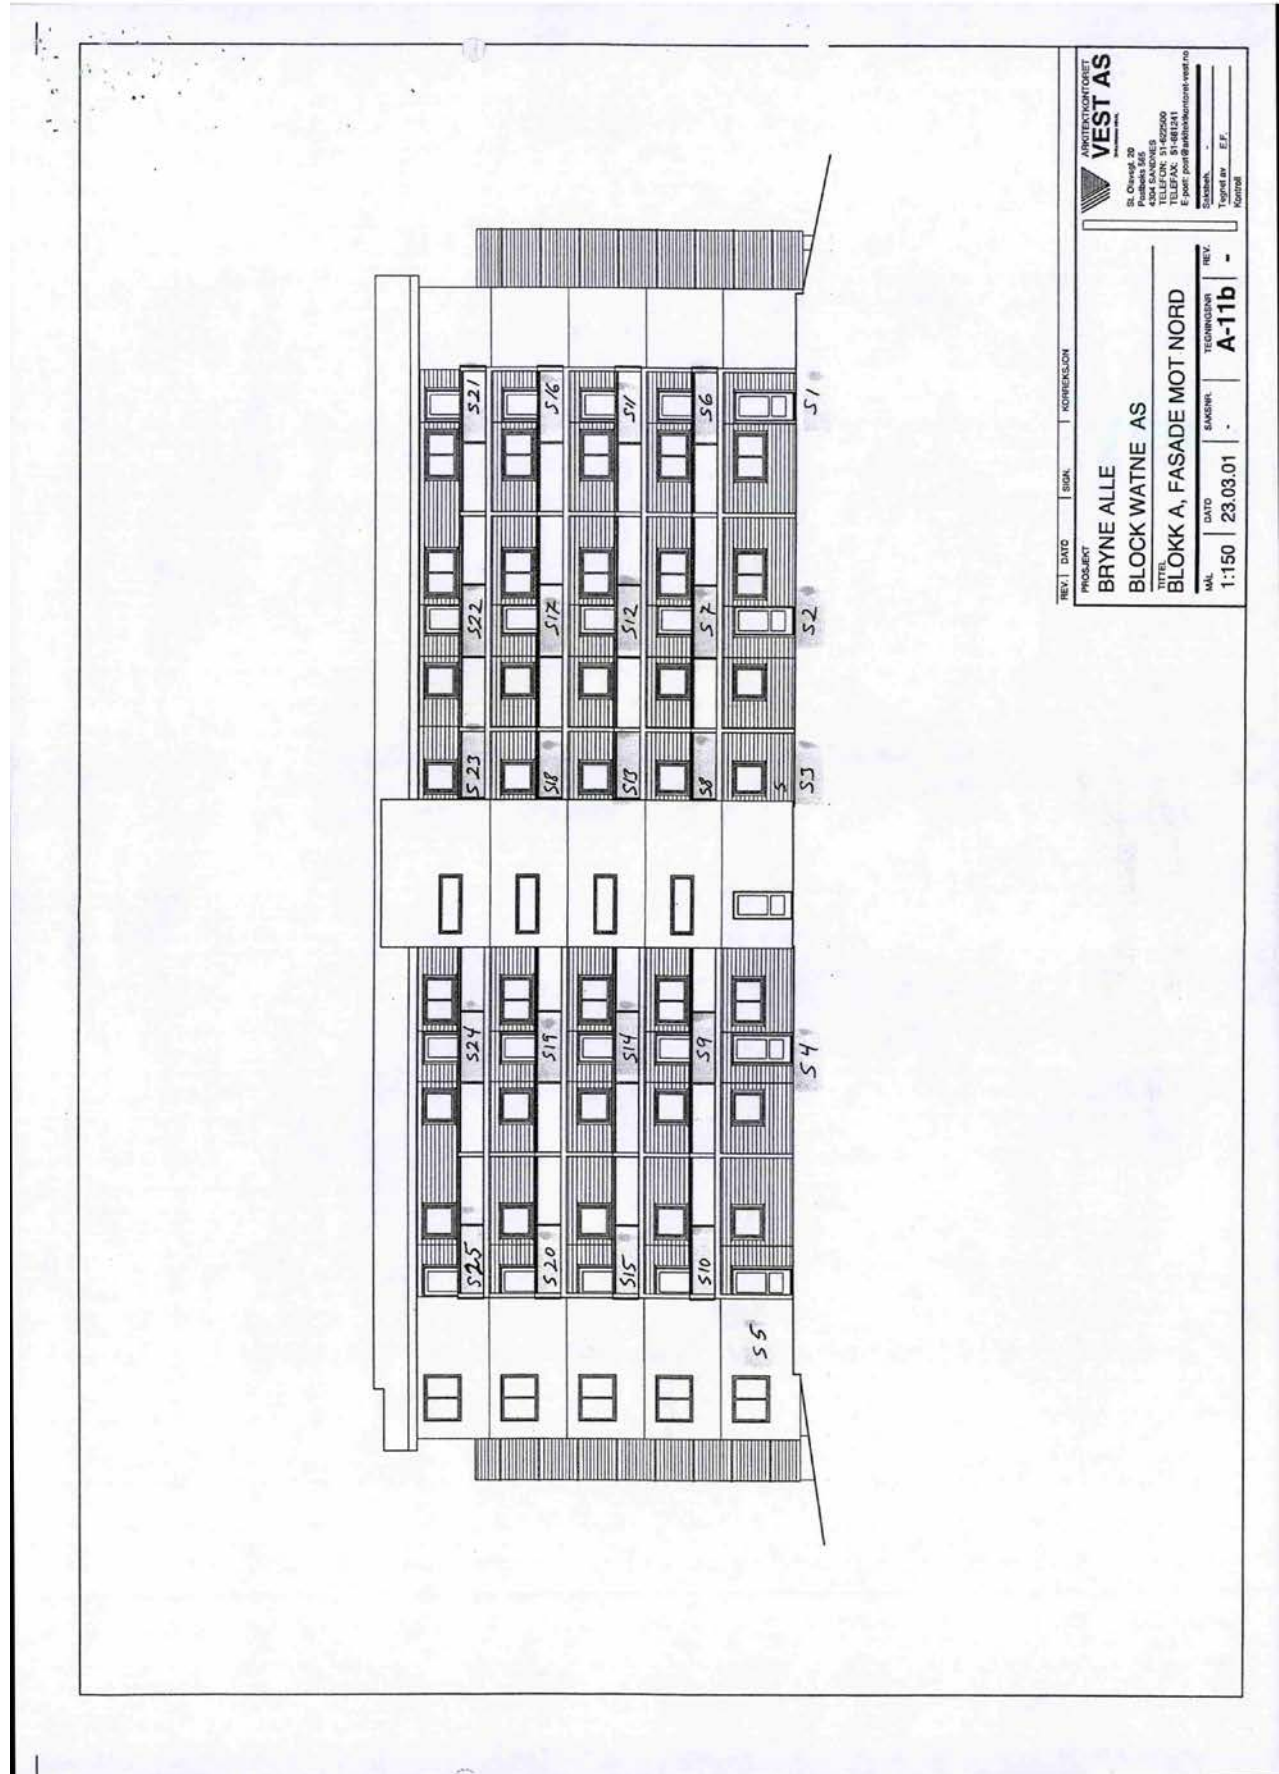 S25 S24 S23 S22 S21
S20 S19 S18 S17 S16
S15 S14 S13 S12 S11
S10 S9 S8 S7 S6
S5
S
S4 S3 S2 S1
REV. DATO SIGN. KORREKSJON
PROSJEKT
BRYNE ALLE
BLOCK WATNE AS
TITTEL
BLOKK A, FASADE MOT NORD
MÅL DATO SAKSNR. TEGNINGSNR REV.
1:150 23.03.01 - A-11b -
ARKITEKTKONTORET
VEST AS
St. Olavsgt. 20
Postboks 565
4304 SANDNES
TELEFON: 51-622500
TELEFAX: 51-661241
E-post: post@arkitektkontoret-vest.no
Saksbeh. -
Tegnet av E.F.
Kontroll